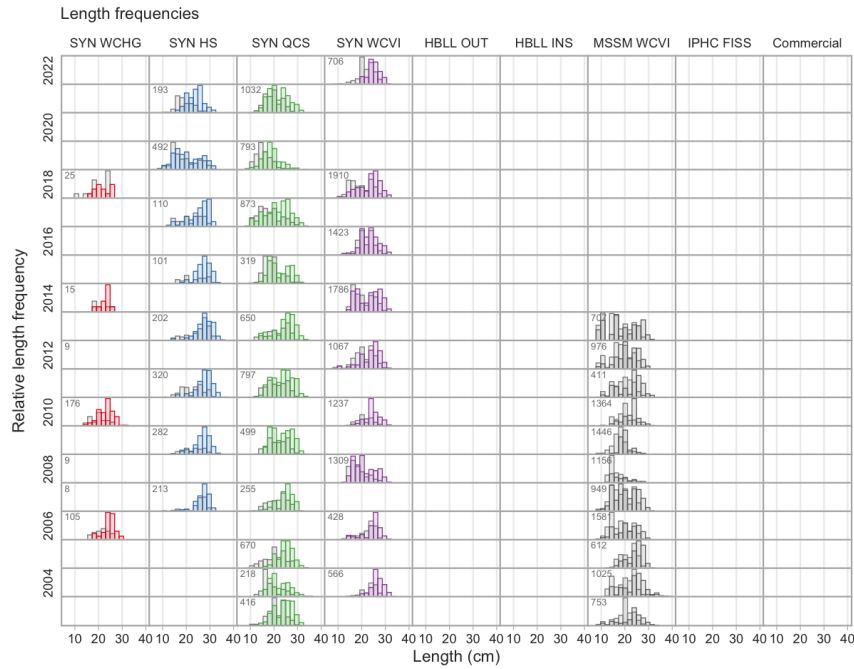 Length frequencies
SYN WCHG SYN HS SYN QCS SYN WCVI HBLL OUT HBLL INS MSSM WCVI IPHC FISS Commercial
2022 706
193 1032
2020
492 793
2018 25 1910
110 873
2016 1423
101 319
2014 15 1786
202 650 702
2012 9 1067 976
320 797 411
2010 176 1237 1364
282 499 1446
2008 9 1309 1156
8 213 255 949
2006 105 428 1581
670 612
2004 218 566 1025
416 753
10 20 30 40 10 20 30 40 10 20 30 40 10 20 30 40 10 20 30 40 10 20 30 40 10 20 30 40 10 20 30 40 10 20 30 40
Relative length frequency
Length (cm)